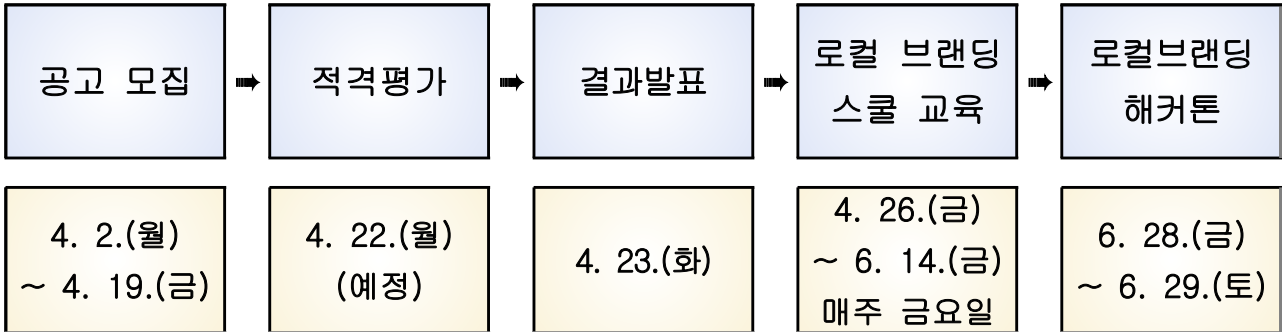 공고 모집
적격평가
결과발표
로컬 브랜딩
스쿨 교육
로컬브랜딩
해커톤
4. 2.(월)
~ 4. 19.(금)
4. 22.(월)
(예정)
4. 23.(화)
4. 26.(금)
~ 6. 14.(금)
매주 금요일
6. 28.(금)
~ 6. 29.(토)